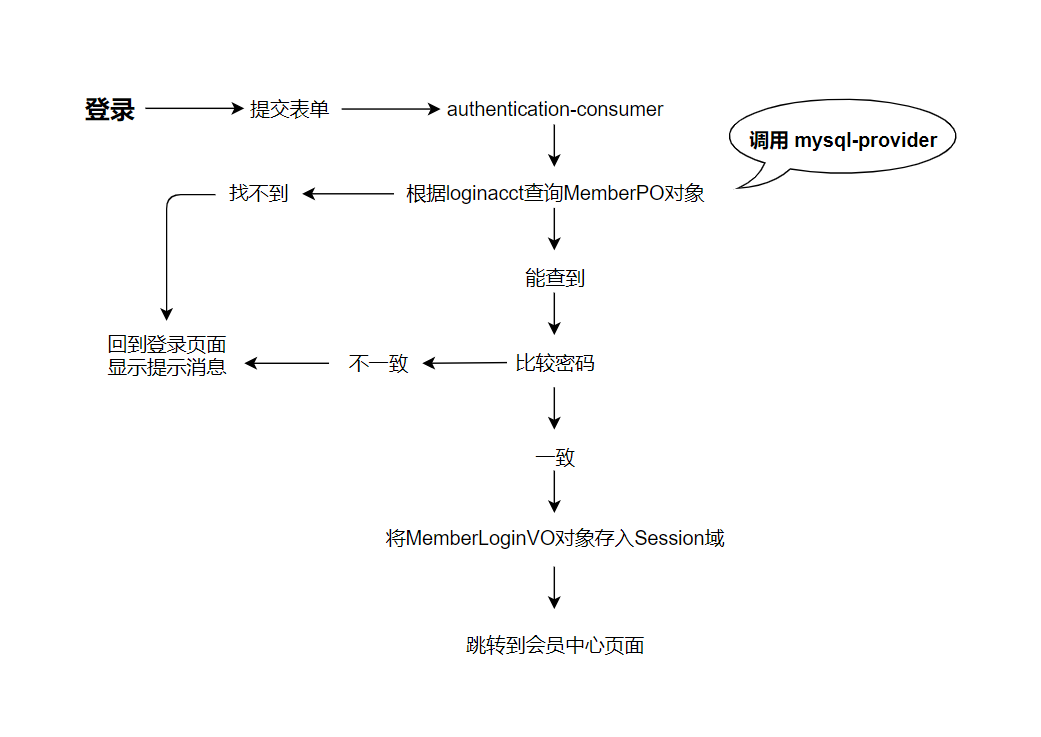 登录
提交表单
authentication-consumer
调用 mysql-provider
找不到
根据loginacct查询MemberPO对象
能查到
回到登录页面
显示提示消息
不一致
比较密码
一致
将MemberLoginVO对象存入Session域
跳转到会员中心页面